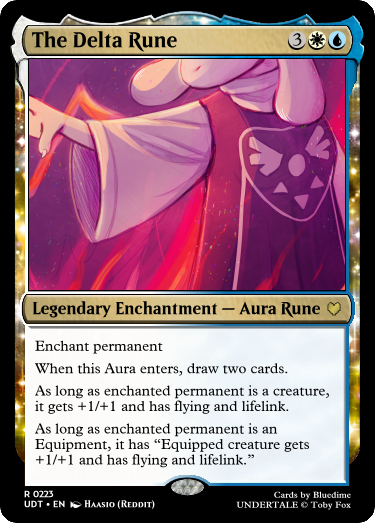 The Delta Rune 3
Legendary Enchantment — Aura Rune
Enchant permanent
When this Aura enters, draw two cards.
As long as enchanted permanent is a creature,
it gets +1/+1 and has flying and lifelink.
As long as enchanted permanent is an
Equipment, it has “Equipped creature gets
+1/+1 and has flying and lifelink.”
R 0223
UDT • EN HAASIO (REDDIT)
Cards by Bluedime
UNDERTALE © Toby Fox